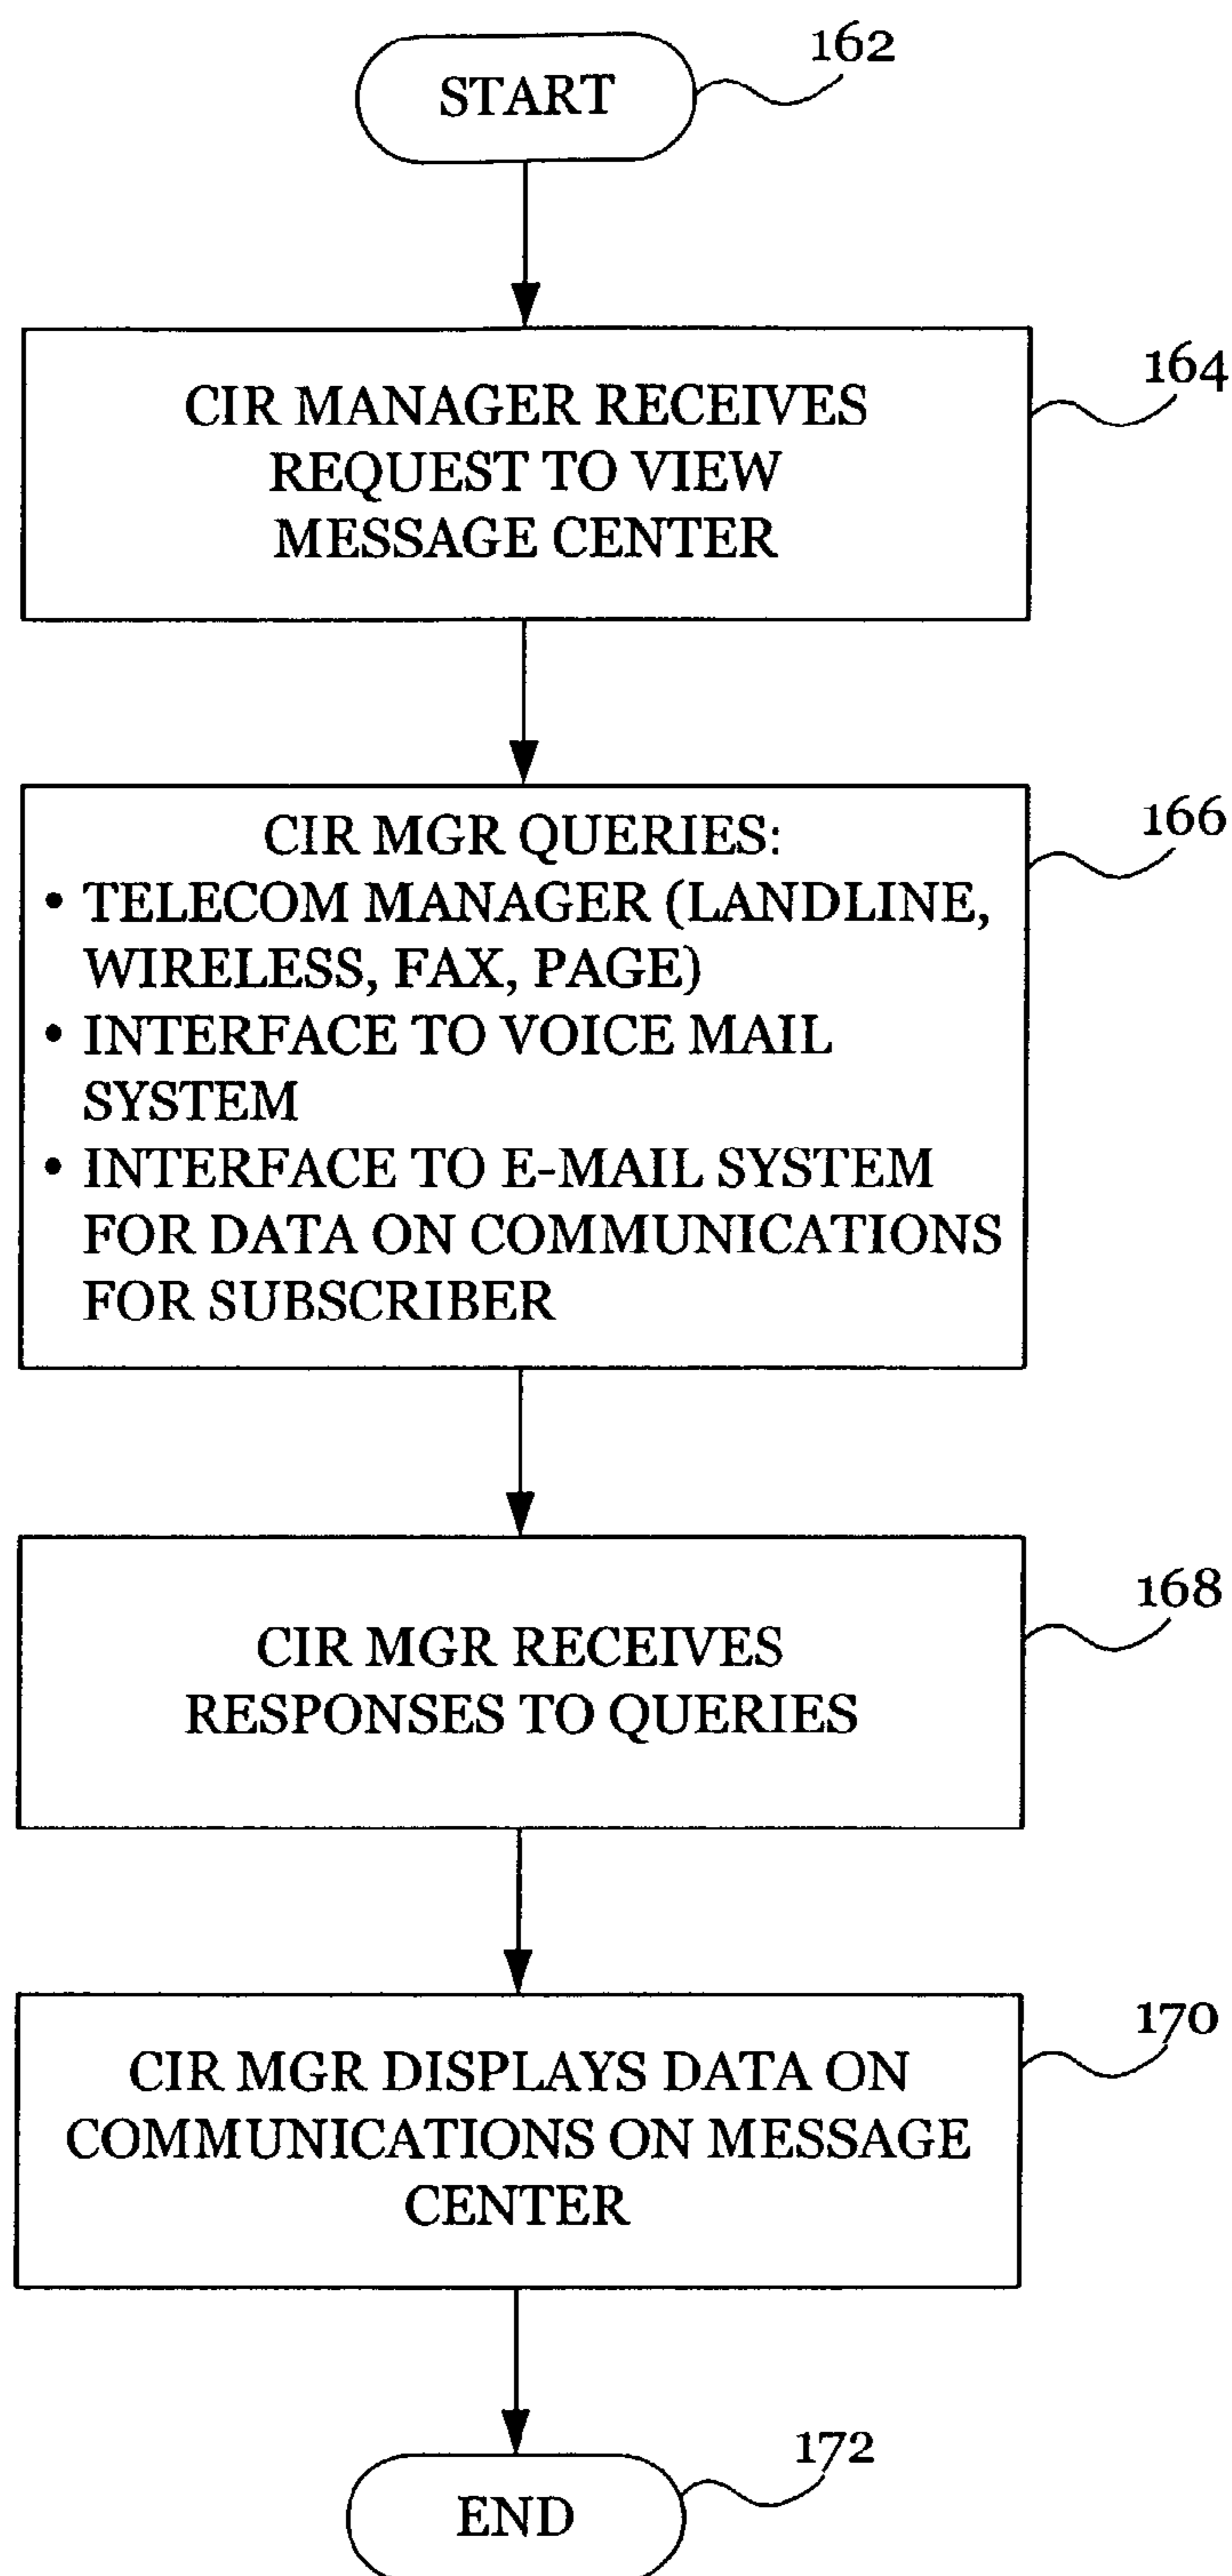 START
162
CIR MANAGER RECEIVES
REQUEST TO VIEW
MESSAGE CENTER
164
CIR MGR QUERIES:
• TELECOM MANAGER (LANDLINE,
WIRELESS, FAX, PAGE)
• INTERFACE TO VOICE MAIL
SYSTEM
• INTERFACE TO E-MAIL SYSTEM
FOR DATA ON COMMUNICATIONS
FOR SUBSCRIBER
166
CIR MGR RECEIVES
RESPONSES TO QUERIES
168
CIR MGR DISPLAYS DATA ON
COMMUNICATIONS ON MESSAGE
CENTER
170
END
172